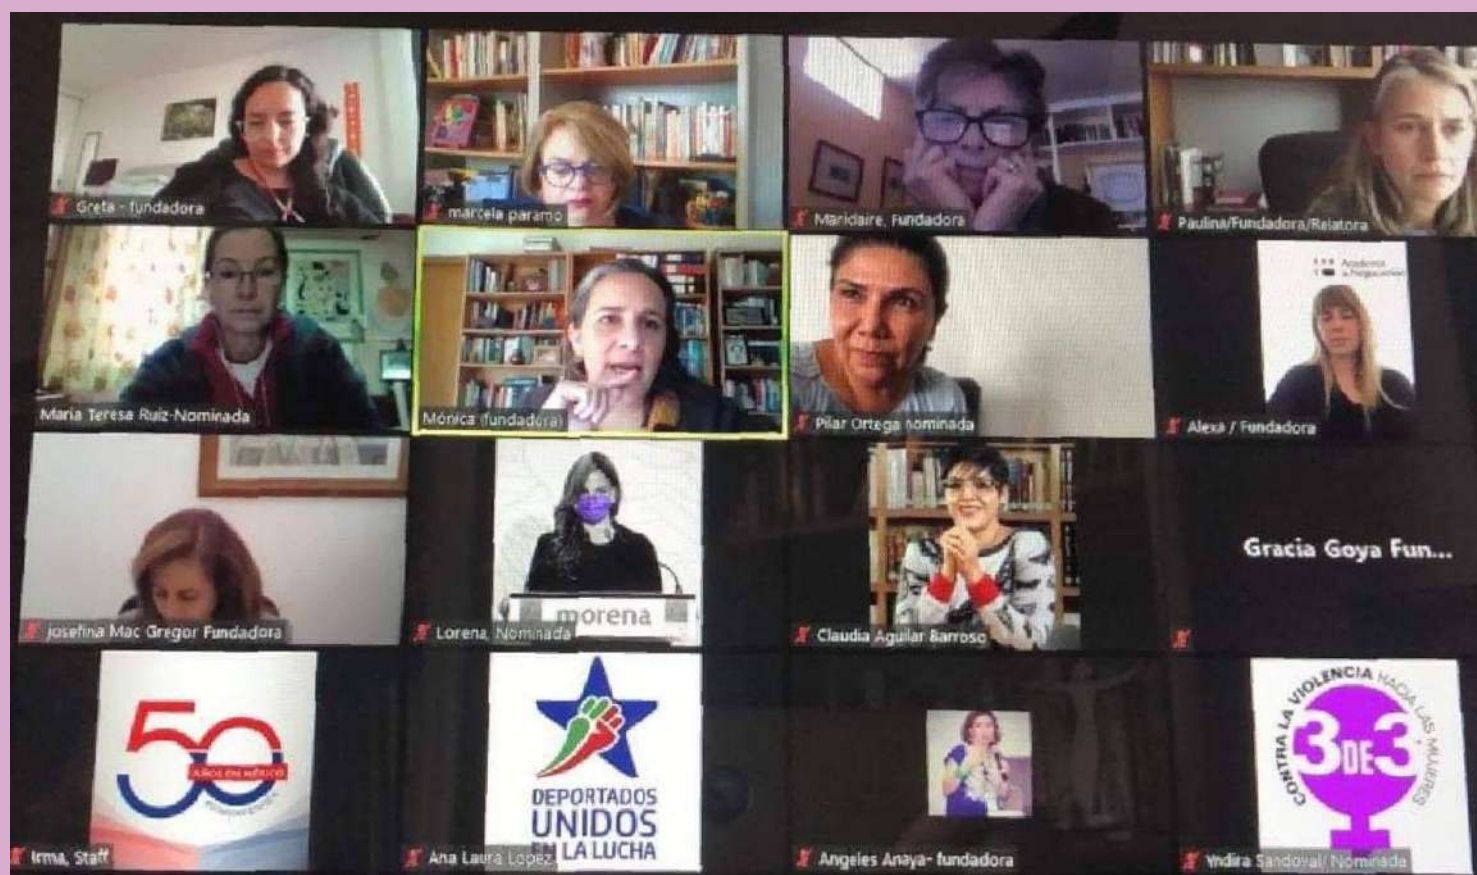 Greta - fundadora
marcela paramo
Maridaire, Fundadora
Paulina/Fundadora/Relatora
Maria Teresa Ruiz-Nominada
Mónica (fundadora)
Pilar Ortega nominada
Academia
Alexa / Fundadora
josefina Mac Gregor Fundadora
morena
Lorena, Nominada
Claudia Aguilar Barroso
Gracia Goya Fun...
50
AÑOS EN MÉXICO
Irma, Staff
DEPORTADOS
UNIDOS
EN LA LUCHA
Ana Laura Lopez
Angeles Anaya- fundadora
CONTRA LA VIOLENCIA HACIA LAS MUJERES
3 DE 3
Yndira Sandoval/ Nominada